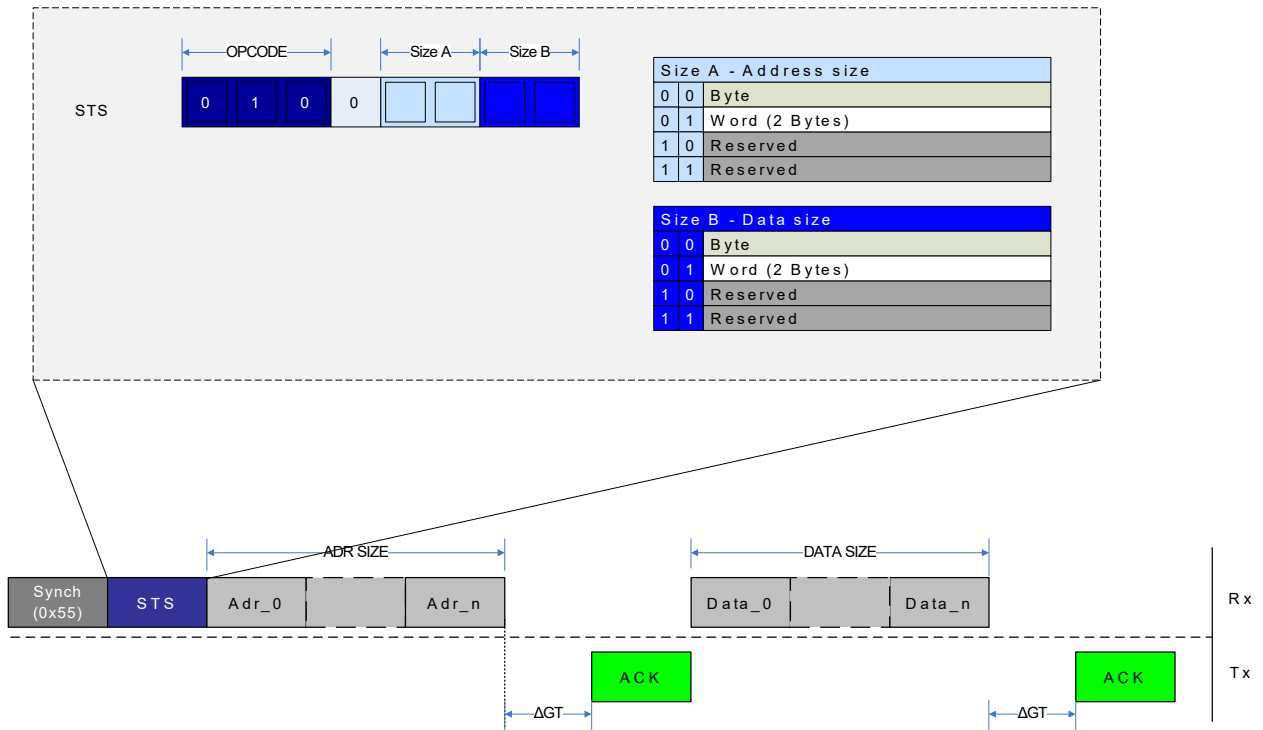 OPCODE Size A Size B
STS 0 1 0 0
Size A - Address size
0 0 Byte
0 1 Word (2 Bytes)
1 0 Reserved
1 1 Reserved
Size B - Data size
0 0 Byte
0 1 Word (2 Bytes)
1 0 Reserved
1 1 Reserved
ADR SIZE DATA SIZE
Synch
(0x55)
STS Adr_0 Adr_n Data_0 Data_n Rx
ACK ACK Tx
ΔGT ΔGT